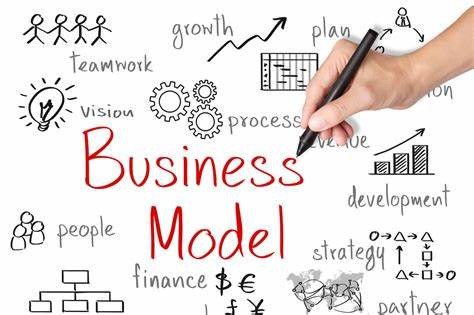 growth
plan
teamwork
vision
process
Business
Model
development
people
strategy
finance
$ €
£ ¥
partner